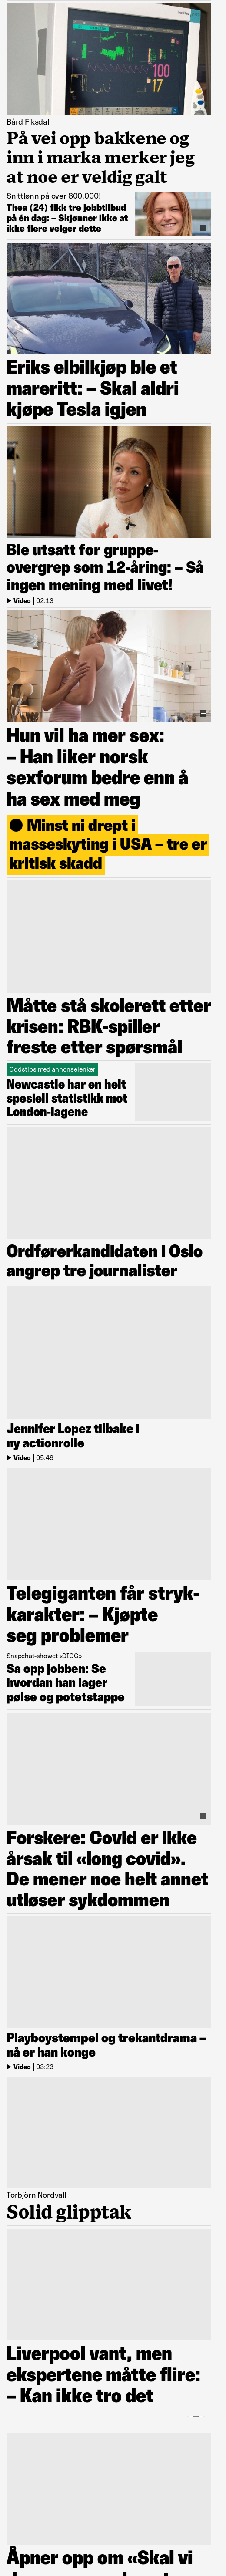 100
17
Bård Fiksdal
På vei opp bakkene og
inn i marka merker jeg
at noe er veldig galt
Snittlønn på over 800.000!
Thea (24) fikk tre jobbtilbud
på én dag: – Skjønner ikke at
ikke flere velger dette
Eriks elbilkjøp ble et
mareritt: – Skal aldri
kjøpe Tesla igjen
Ble utsatt for gruppe-
overgrep som 12-åring: – Så
ingen mening med livet!
Video | 02:13
Hun vil ha mer sex:
– Han liker norsk
sexforum bedre enn å
ha sex med meg
● Minst ni drept i
masseskyting i USA – tre er
kritisk skadd
Måtte stå skolerett etter
krisen: RBK-spiller
freste etter spørsmål
Oddstips med annonselenker
Newcastle har en helt
spesiell statistikk mot
London-lagene
Ordførerkandidaten i Oslo
angrep tre journalister
Jennifer Lopez tilbake i
ny actionrolle
Video | 05:49
Telegiganten får stryk-
karakter: – Kjøpte
seg problemer
Snapchat-showet «DIGG»
Sa opp jobben: Se
hvordan han lager
pølse og potetstappe
Forskere: Covid er ikke
årsak til «long covid».
De mener noe helt annet
utløser sykdommen
Playboystempel og trekantdrama –
nå er han konge
Video | 03:23
Torbjörn Nordvall
Solid glipptak
Liverpool vant, men
ekspertene måtte flire:
– Kan ikke tro det
Åpner opp om «Skal vi